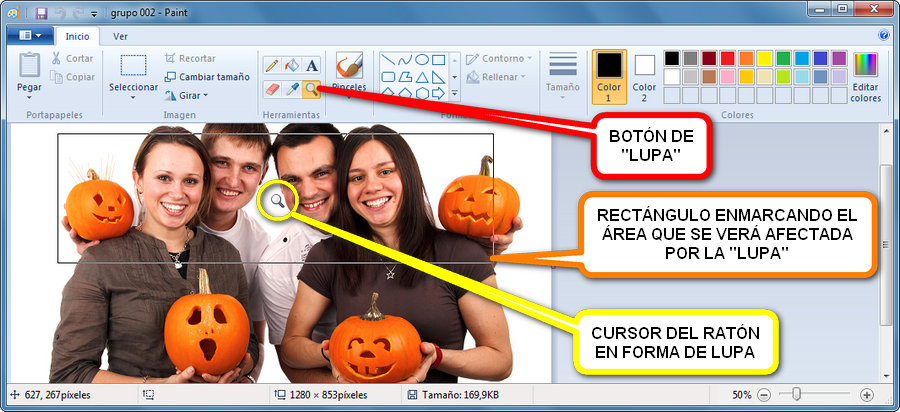 grupo 002 - Paint
Inicio Ver
Pegar
Cortar
Copiar
Portapapeles
Seleccionar
Recortar
Cambiar tamaño
Girar
Imagen
A
Herramientas
Pinceles
Contorno
Rellenar
Tamaño
Color
1
Color
2
Editar
colores
Colores
BOTÓN DE
"LUPA"
RECTÁNGULO ENMARCANDO EL
ÁREA QUE SE VERÁ AFECTADA
POR LA "LUPA"
CURSOR DEL RATÓN
EN FORMA DE LUPA
627, 267píxeles
1280 × 853píxeles
Tamaño: 169,9KB
50%